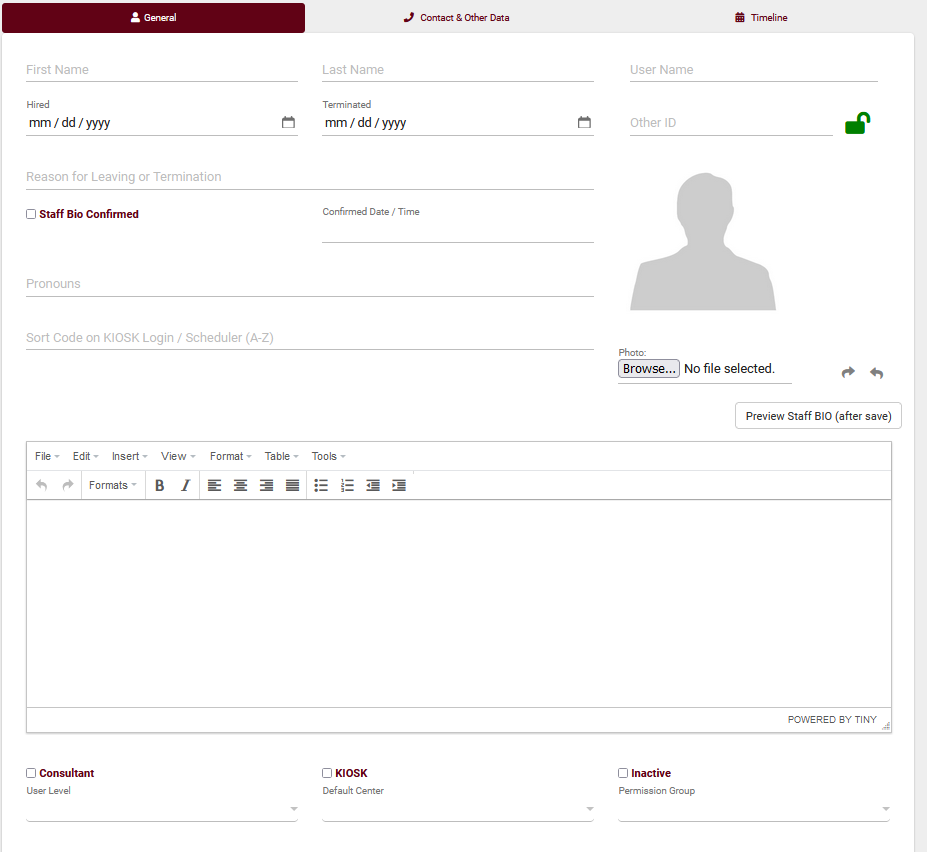 General Contact & Other Data Timeline
First Name Last Name User Name
Hired Terminated
mm / dd / yyyy mm / dd / yyyy Other ID
Reason for Leaving or Termination
Staff Bio Confirmed Confirmed Date / Time
Pronouns
Sort Code on KIOSK Login / Scheduler (A-Z)
Photo:
Browse... No file selected.
Preview Staff BIO (after save)
File Edit Insert View Format Table Tools
Formats B I
POWERED BY TINY
Consultant KIOSK Inactive
User Level Default Center Permission Group